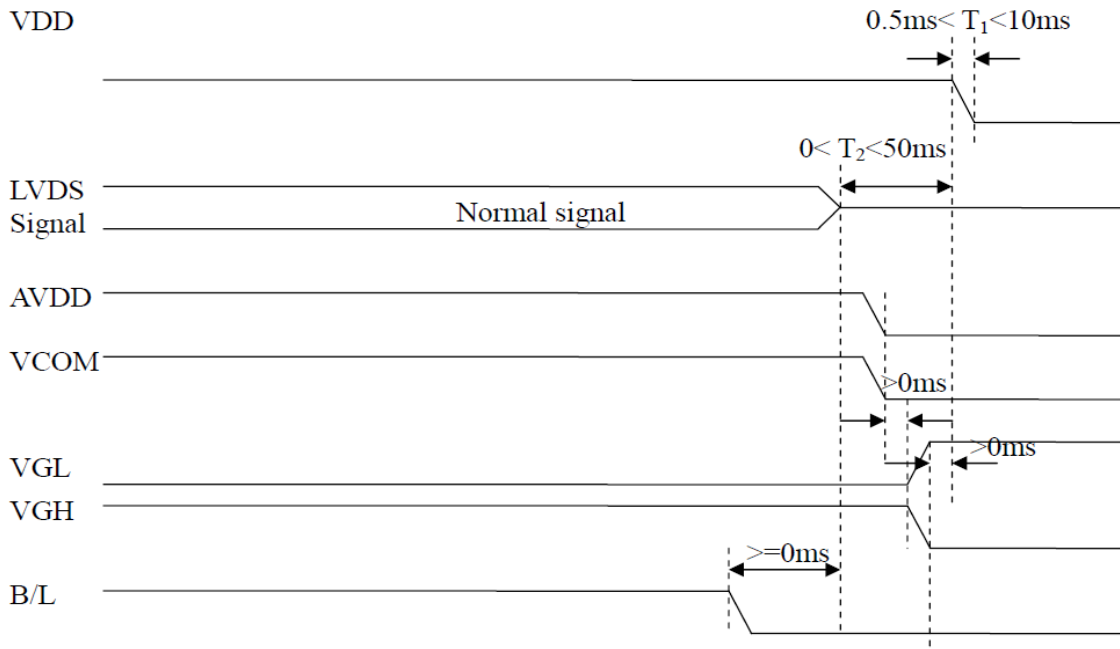 VDD
0.5ms< T₁<10ms
0< T₂<50ms
LVDS
Signal
Normal signal
AVDD
VCOM
>0ms
VGL
>0ms
VGH
>=0ms
B/L